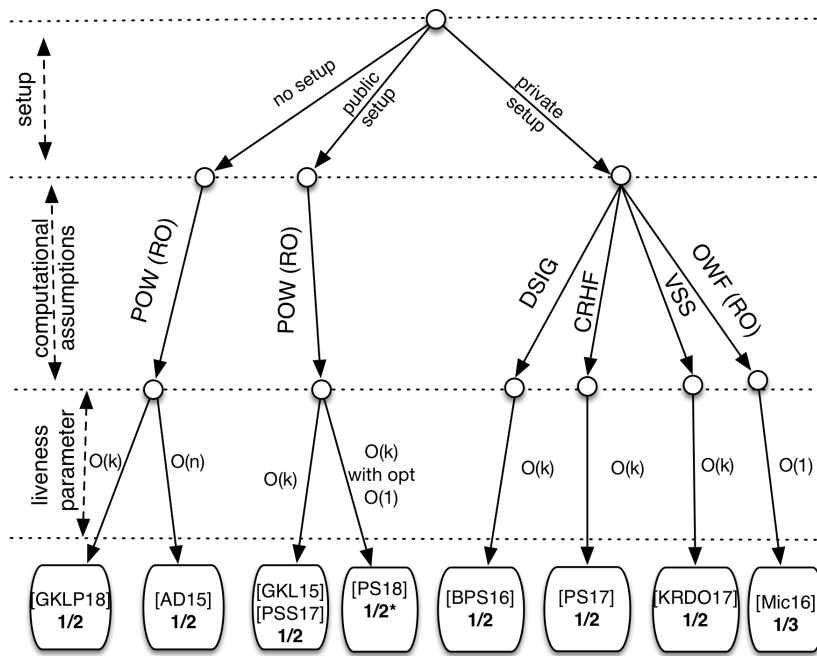 setup
no setup
public
setup
private
setup
computational
assumptions
POW (RO)
POW (RO)
DSIG
CRHF
VSS
OWF (RO)
liveness
parameter
O(k)
O(n)
O(k)
O(k)
with opt
O(1)
O(k)
O(k)
O(k)
O(1)
[GKLP18]
1/2
[AD15]
1/2
[GKL15]
[PSS17]
1/2
[PS18]
1/2*
[BPS16]
1/2
[PS17]
1/2
[KRDO17]
1/2
[Mic16]
1/3